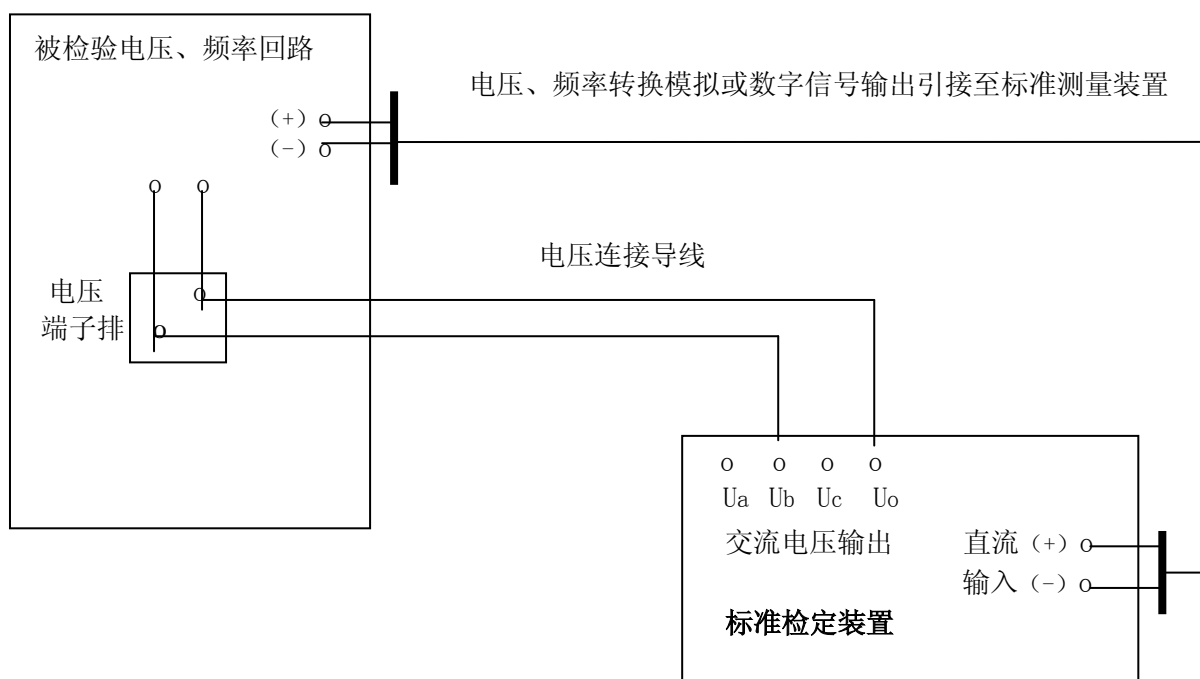 被检验电压、频率回路
电压、频率转换模拟或数字信号输出引接至标准测量装置
(+) o
(-) o
o o
电压连接导线
电压
端子排
o
o
o o o o
Ua Ub Uc Uo
交流电压输出
直流 (+) o
输入 (-) o
标准检定装置